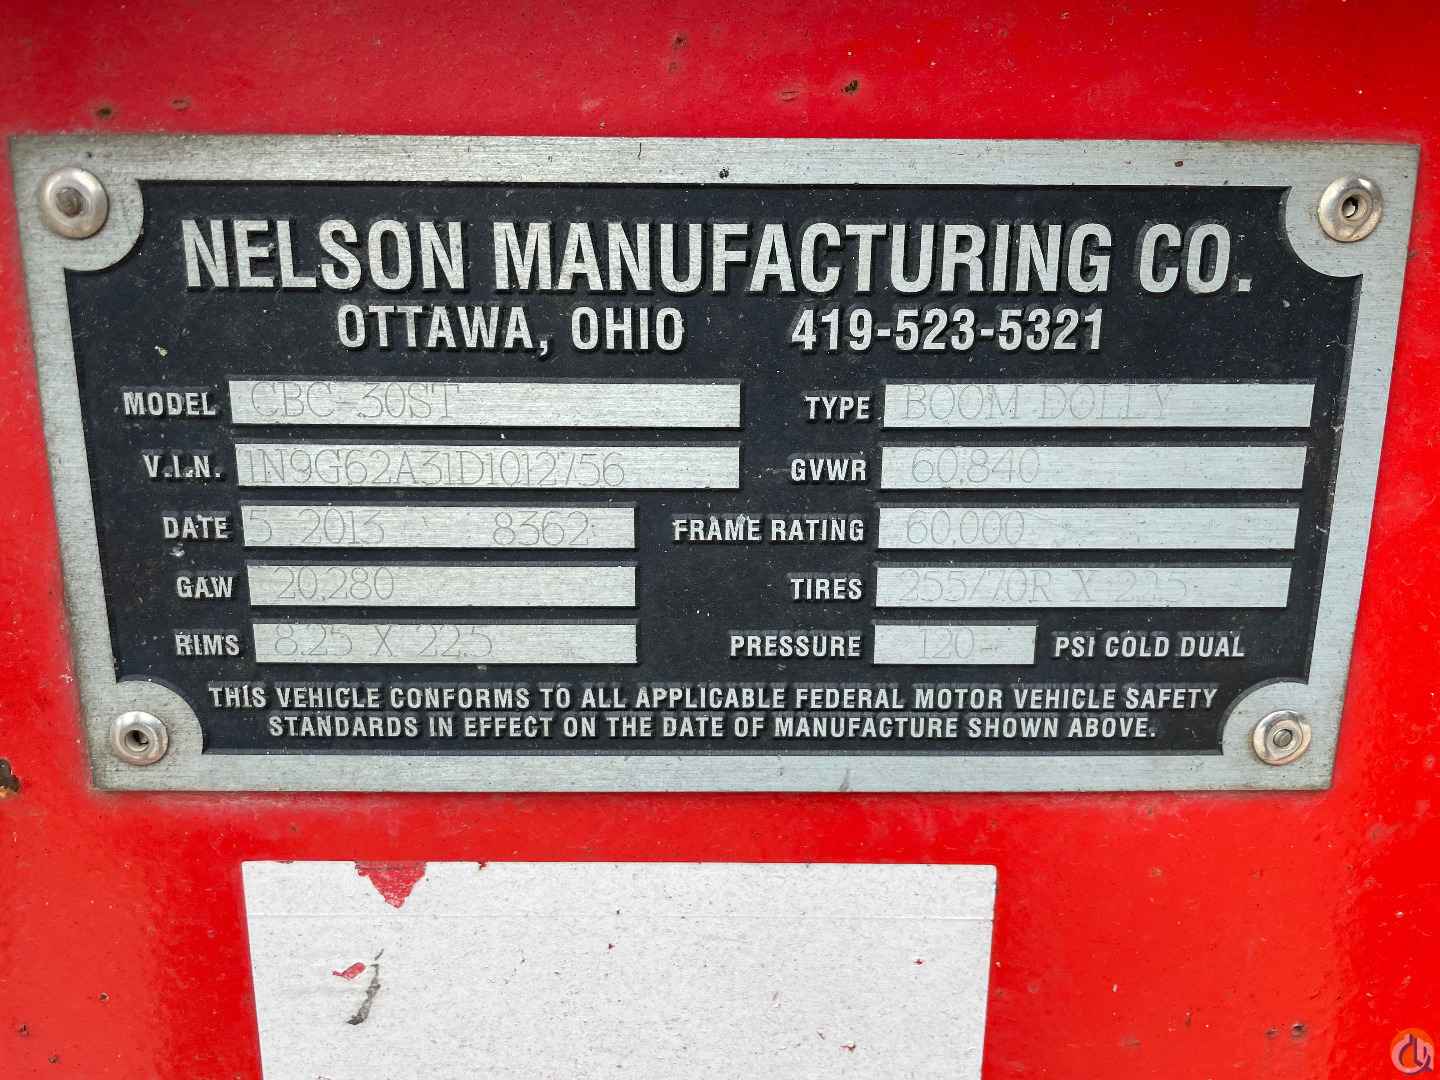 NELSON MANUFACTURING CO.
OTTAWA, OHIO 419-523-5321
MODEL CBC-30ST TYPE BOOM DOLLY
V.I.N. 1N9G62A31D1012756 GVWR 60,840
DATE 5 2013 8362 FRAME RATING 60,000
GAW 20,280 TIRES 255/70R X 22.5
RIMS 8.25 X 22.5 PRESSURE 120 PSI COLD DUAL
THIS VEHICLE CONFORMS TO ALL APPLICABLE FEDERAL MOTOR VEHICLE SAFETY
STANDARDS IN EFFECT ON THE DATE OF MANUFACTURE SHOWN ABOVE.